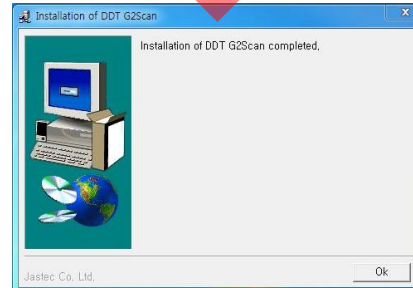 Installation of DDT G2Scan
Installation of DDT G2Scan completed,
Jastec Co, Ltd.
Ok